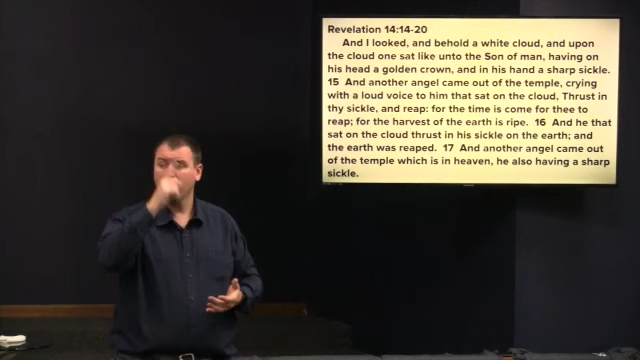 Revelation 14:14-20
And I looked, and behold a white cloud, and upon
the cloud one sat like unto the Son of man, having on
his head a golden crown, and in his hand a sharp sickle.
15 And another angel came out of the temple, crying
with a loud voice to him that sat on the cloud, Thrust in
thy sickle, and reap: for the time is come for thee to
reap; for the harvest of the earth is ripe. 16 And he that
sat on the cloud thrust in his sickle on the earth; and
the earth was reaped. 17 And another angel came out
of the temple which is in heaven, he also having a sharp
sickle.